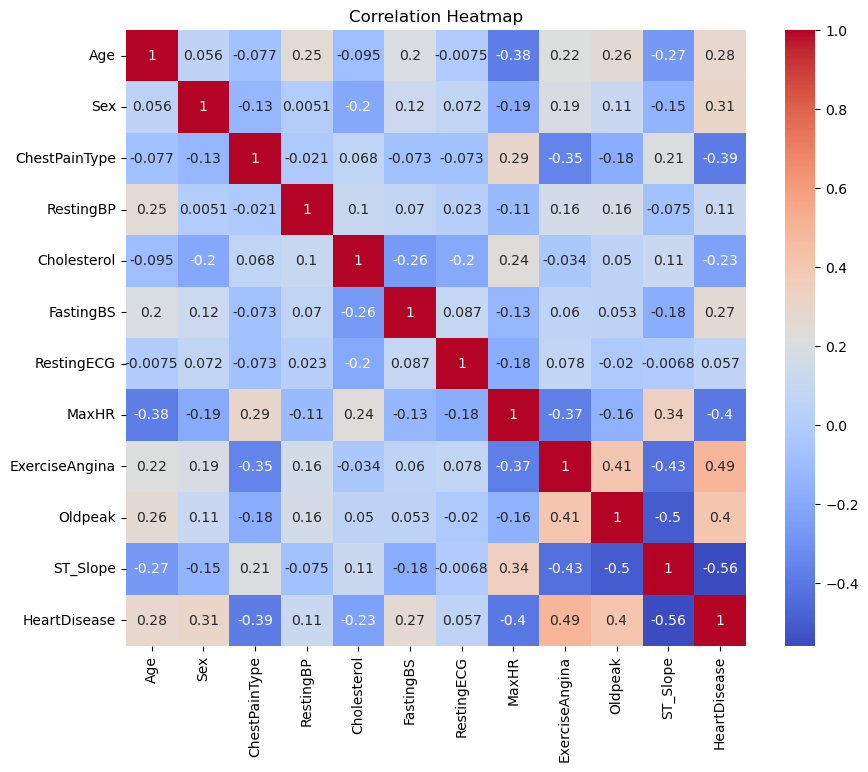 Correlation Heatmap
Age 1 0.056 -0.077 0.25 -0.095 0.2 -0.0075 -0.38 0.22 0.26 -0.27 0.28
Sex 0.056 1 -0.13 0.0051 -0.2 0.12 0.072 -0.19 0.19 0.11 -0.15 0.31
ChestPainType -0.077 -0.13 1 -0.021 0.068 -0.073 -0.073 0.29 -0.35 -0.18 0.21 -0.39
RestingBP 0.25 0.0051 -0.021 1 0.1 0.07 0.023 -0.11 0.16 0.16 -0.075 0.11
Cholesterol -0.095 -0.2 0.068 0.1 1 -0.26 -0.2 0.24 -0.034 0.05 0.11 -0.23
FastingBS 0.2 0.12 -0.073 0.07 -0.26 1 0.087 -0.13 0.06 0.053 -0.18 0.27
RestingECG -0.0075 0.072 -0.073 0.023 -0.2 0.087 1 -0.18 0.078 -0.02 -0.0068 0.057
MaxHR -0.38 -0.19 0.29 -0.11 0.24 -0.13 -0.18 1 -0.37 -0.16 0.34 -0.4
ExerciseAngina 0.22 0.19 -0.35 0.16 -0.034 0.06 0.078 -0.37 1 0.41 -0.43 0.49
Oldpeak 0.26 0.11 -0.18 0.16 0.05 0.053 -0.02 -0.16 0.41 1 -0.5 0.4
ST_Slope -0.27 -0.15 0.21 -0.075 0.11 -0.18 -0.0068 0.34 -0.43 -0.5 1 -0.56
HeartDisease 0.28 0.31 -0.39 0.11 -0.23 0.27 0.057 -0.4 0.49 0.4 -0.56 1
Age Sex ChestPainType RestingBP Cholesterol FastingBS RestingECG MaxHR ExerciseAngina Oldpeak ST_Slope HeartDisease
1.0
0.8
0.6
0.4
0.2
0.0
−0.2
−0.4